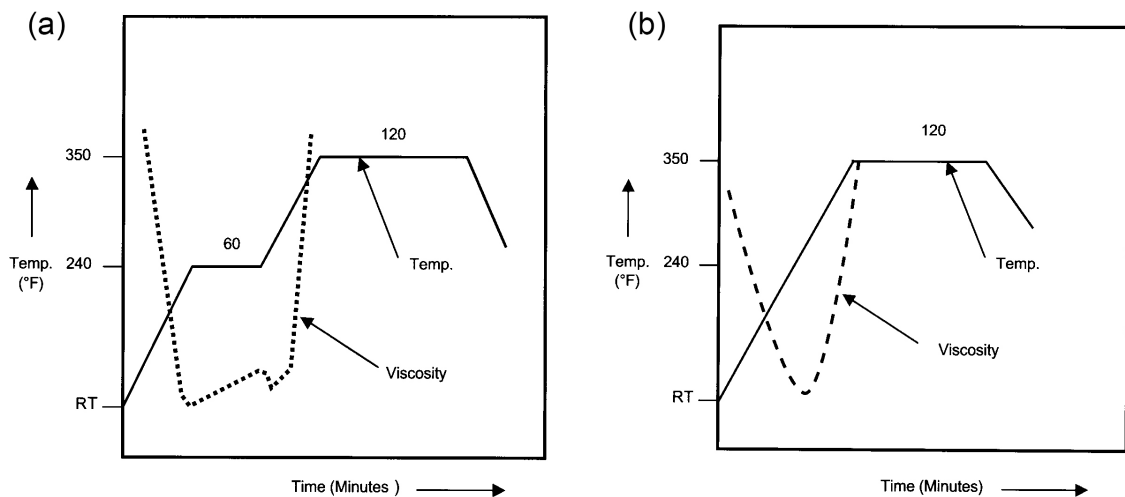 (a)
120
350
60
Temp.
Temp.
(°F)
240
Viscosity
RT
Time (Minutes )
(b)
120
350
Temp.
(°F)
240
Temp.
Viscosity
RT
Time (Minutes)